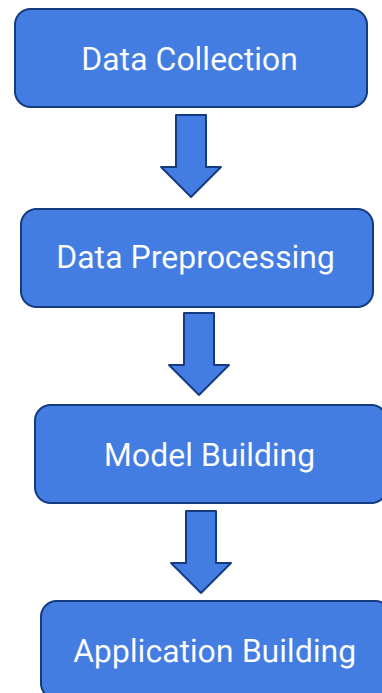 Data Collection
Data Preprocessing
Model Building
Application Building